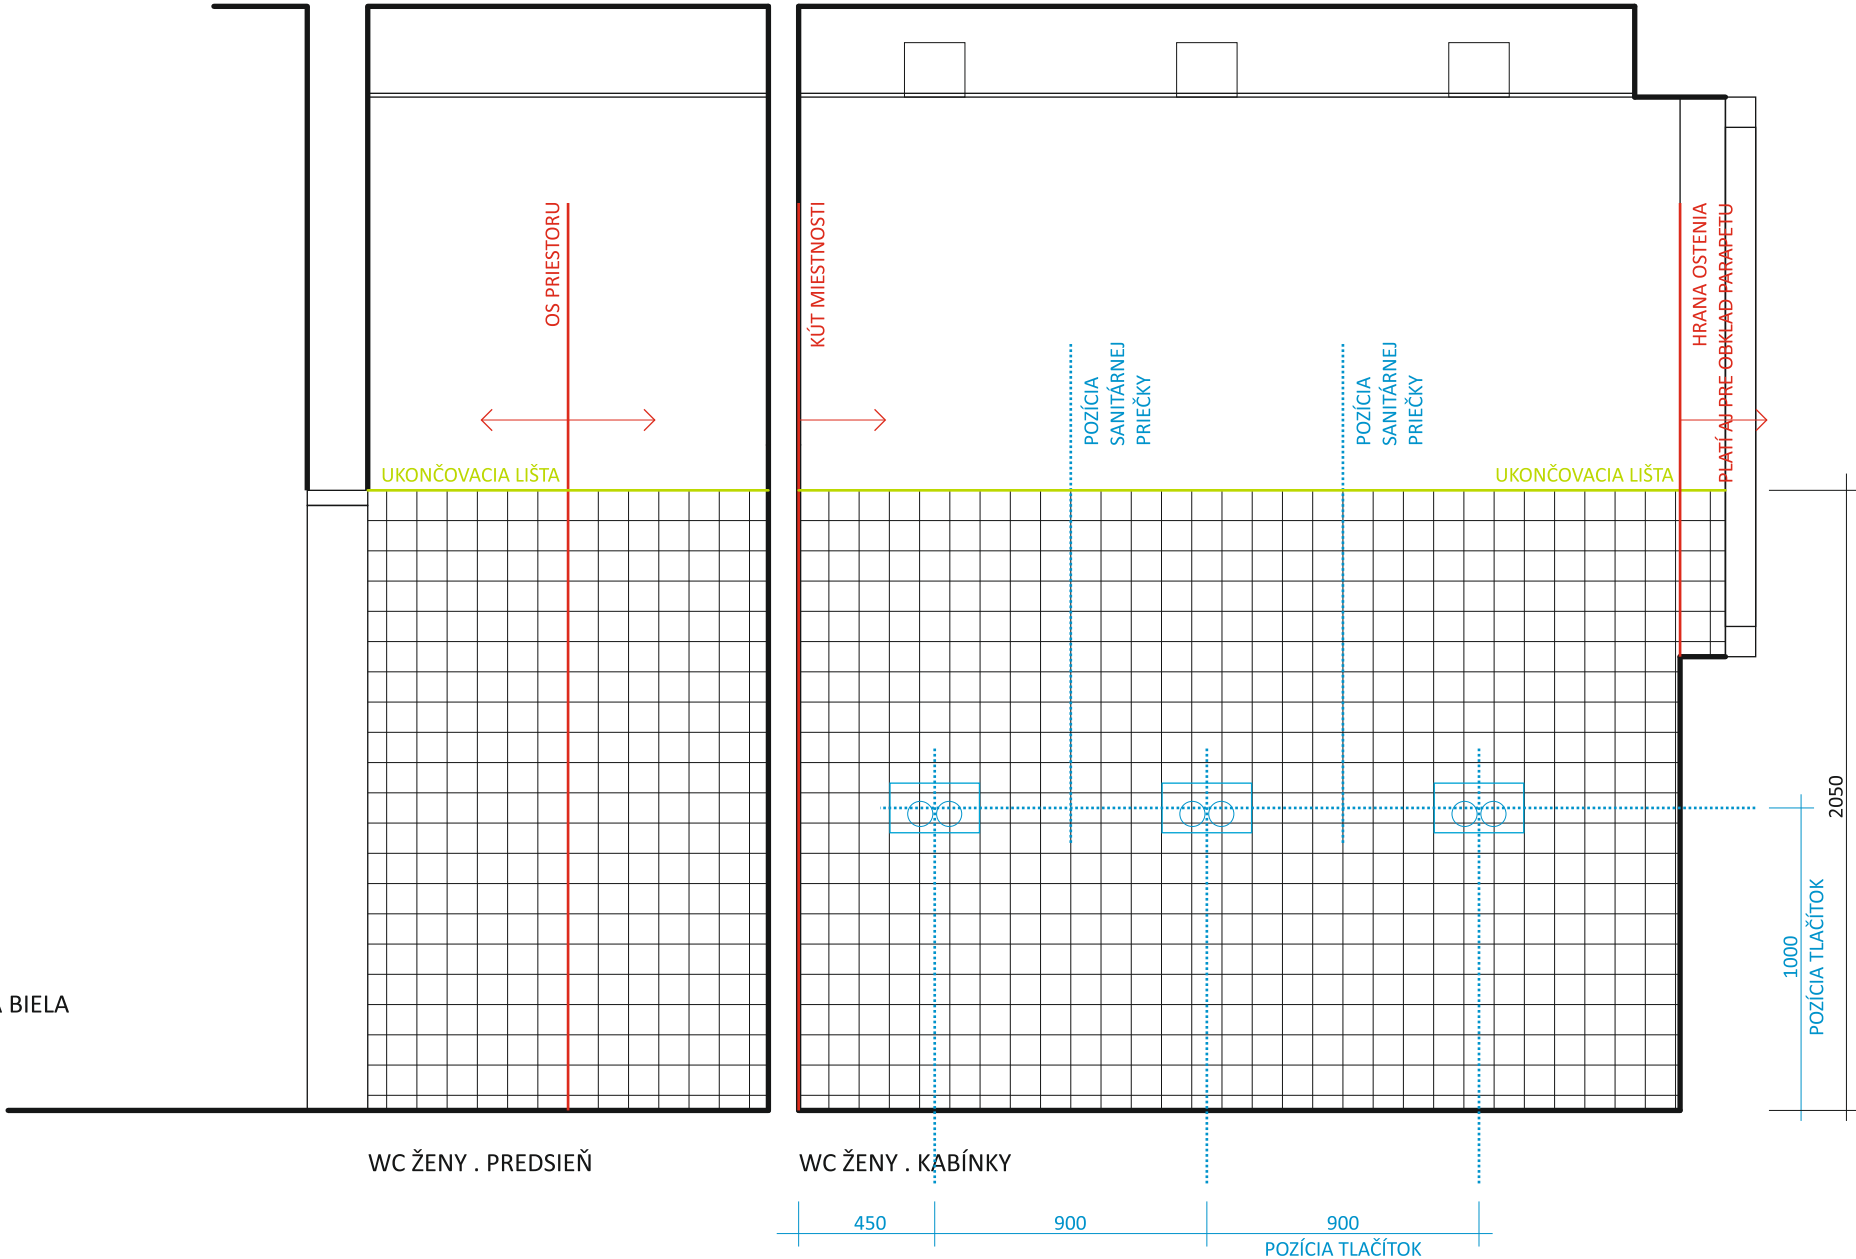 OS PRIESTORU
KÚT MIESTNOSTI
HRANA OSTENIA
PLATÍ AJ PRE OBKLAD PARAPETU
POZÍCIA
SANITÁRNEJ
PRIEČKY
POZÍCIA
SANITÁRNEJ
PRIEČKY
UKONČOVACIA LIŠTA
UKONČOVACIA LIŠTA
2050
1000
POZÍCIA TLAČÍTOK
BIELA
WC ŽENY . PREDSIEŇ
WC ŽENY . KABÍNKY
450
900
900
POZÍCIA TLAČÍTOK